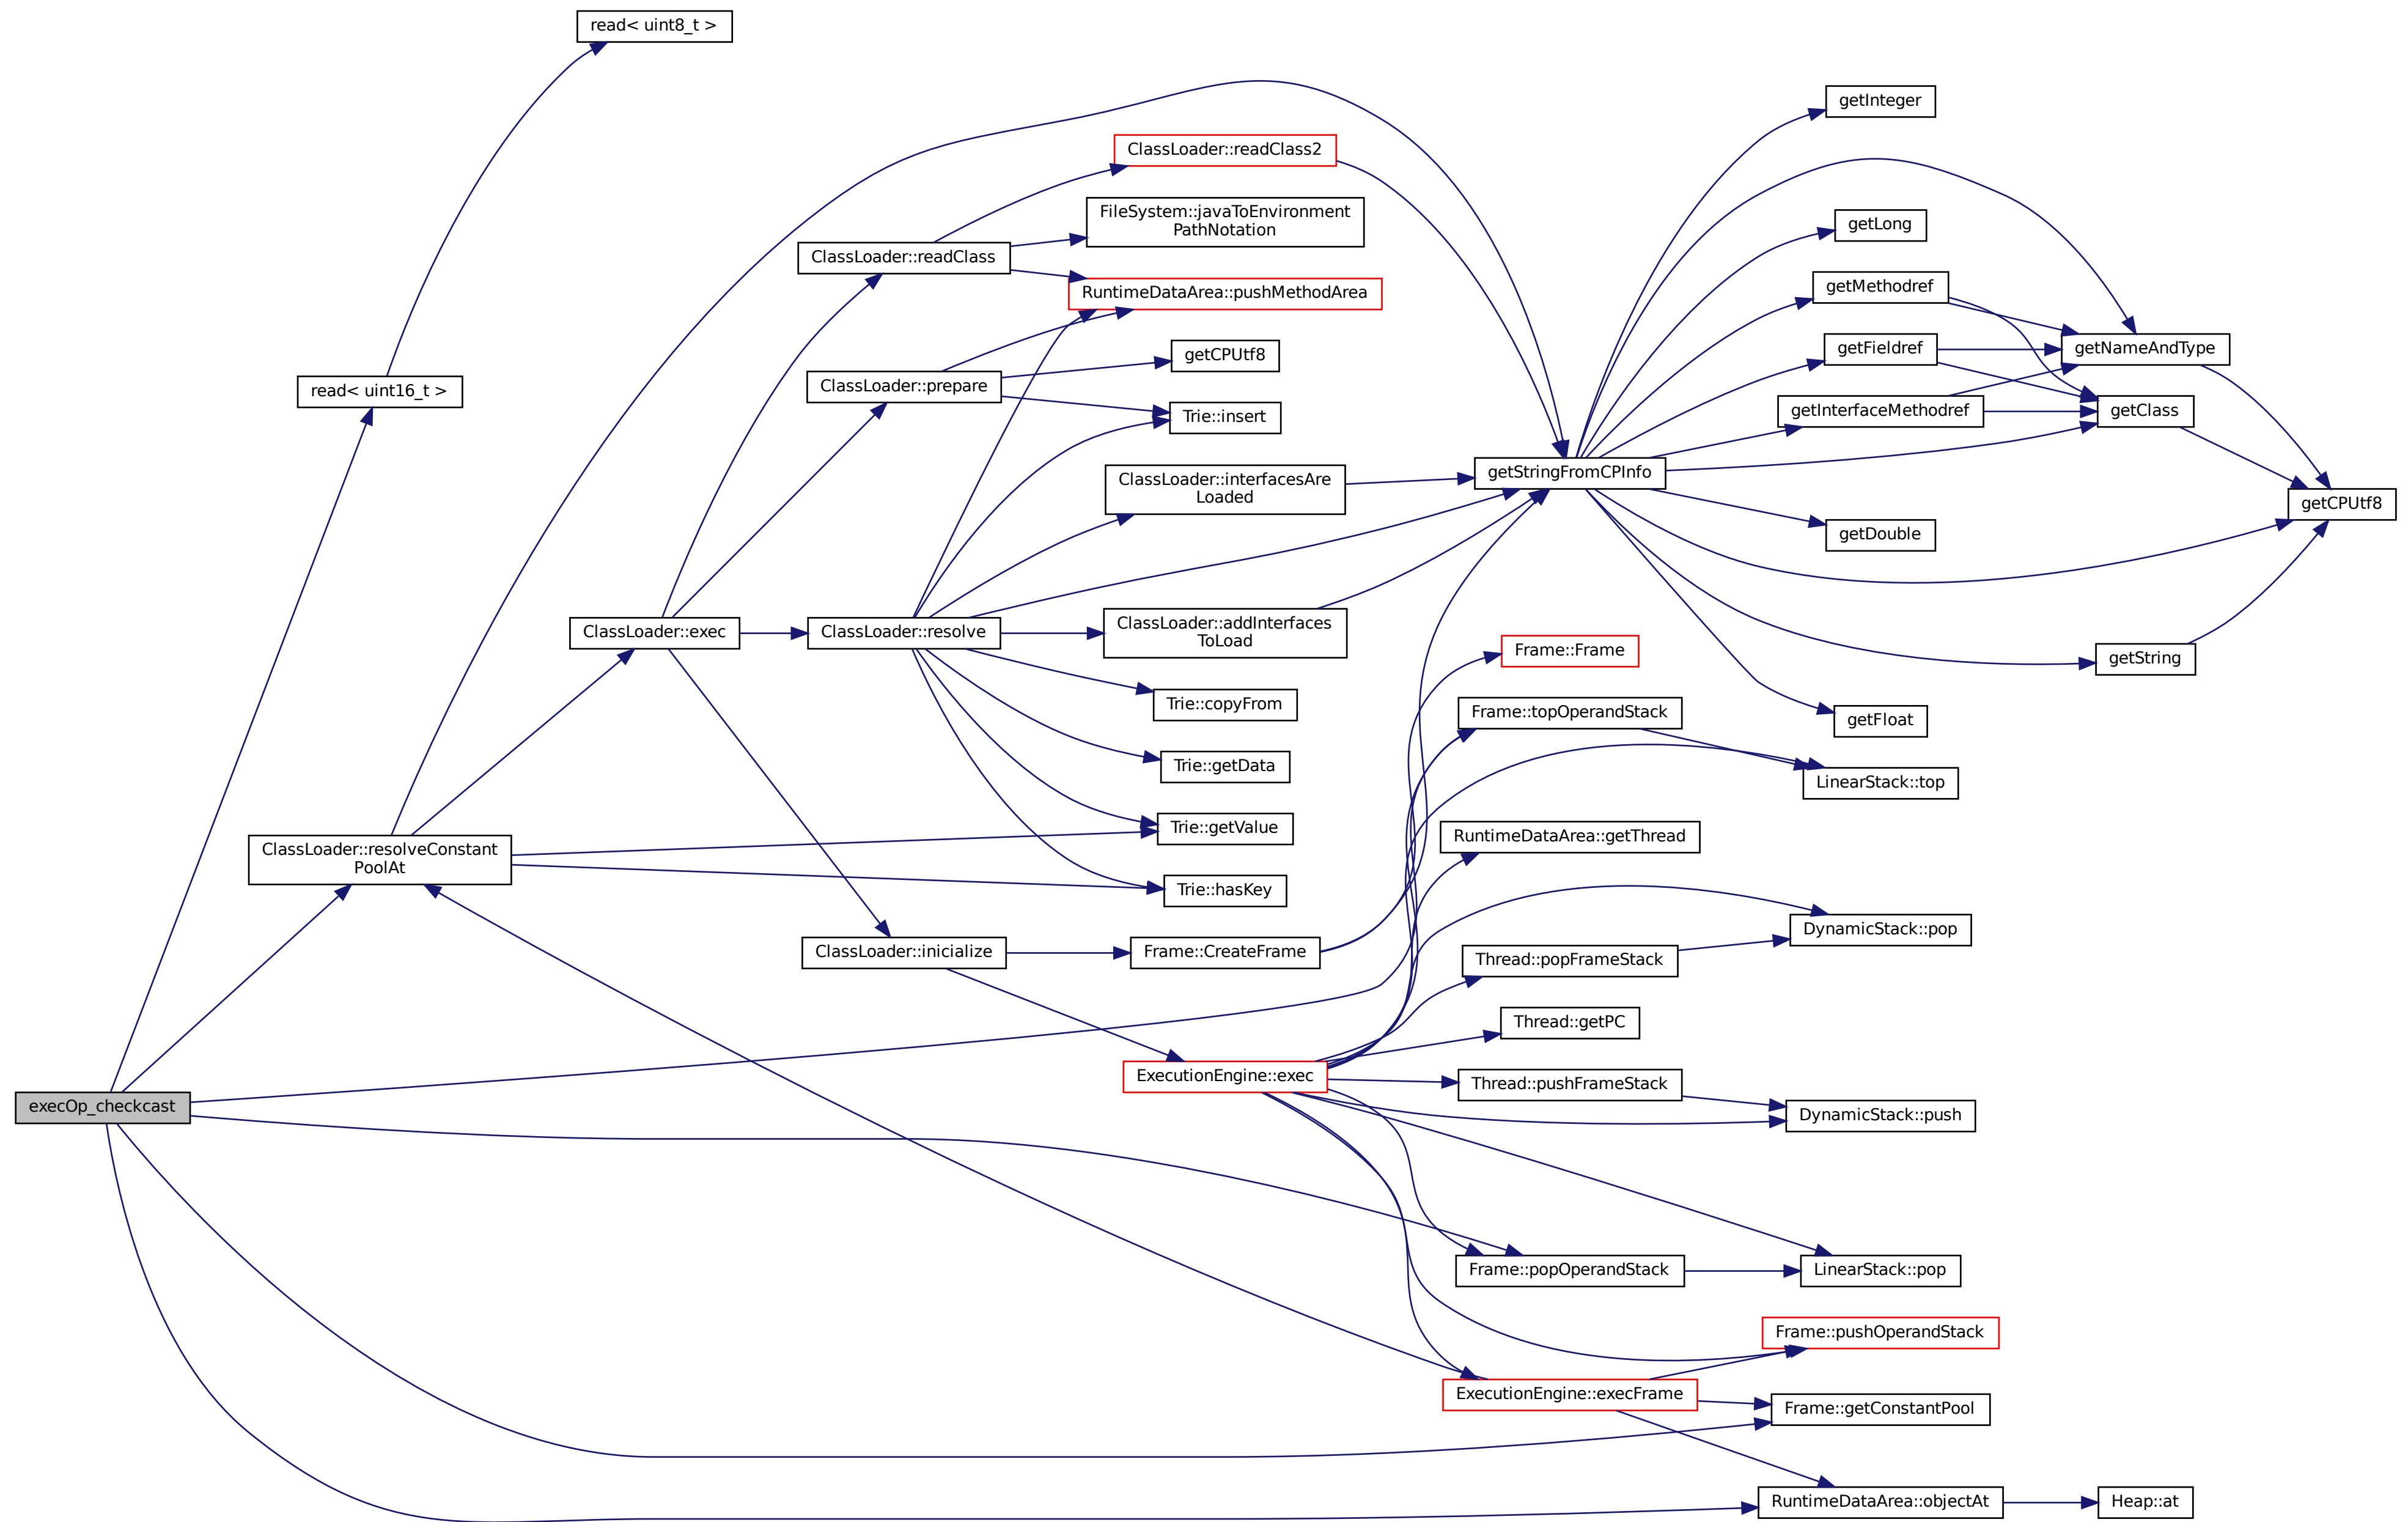 read< uint8_t >
getInteger
ClassLoader::readClass2
FileSystem::javaToEnvironment
PathNotation
getLong
ClassLoader::readClass
getMethodref
RuntimeDataArea::pushMethodArea
getFieldref
getNameAndType
getCPUtf8
ClassLoader::prepare
read< uint16_t >
getInterfaceMethodref
getClass
Trie::insert
ClassLoader::interfacesAre
Loaded
getStringFromCPInfo
getCPUtf8
getDouble
ClassLoader::exec
ClassLoader::resolve
ClassLoader::addInterfaces
ToLoad
Frame::Frame
getString
Trie::copyFrom
Frame::topOperandStack
getFloat
Trie::getData
LinearStack::top
Trie::getValue
RuntimeDataArea::getThread
ClassLoader::resolveConstant
PoolAt
Trie::hasKey
DynamicStack::pop
ClassLoader::inicialize
Frame::CreateFrame
Thread::popFrameStack
Thread::getPC
ExecutionEngine::exec
Thread::pushFrameStack
execOp_checkcast
DynamicStack::push
Frame::popOperandStack
LinearStack::pop
Frame::pushOperandStack
ExecutionEngine::execFrame
Frame::getConstantPool
RuntimeDataArea::objectAt
Heap::at